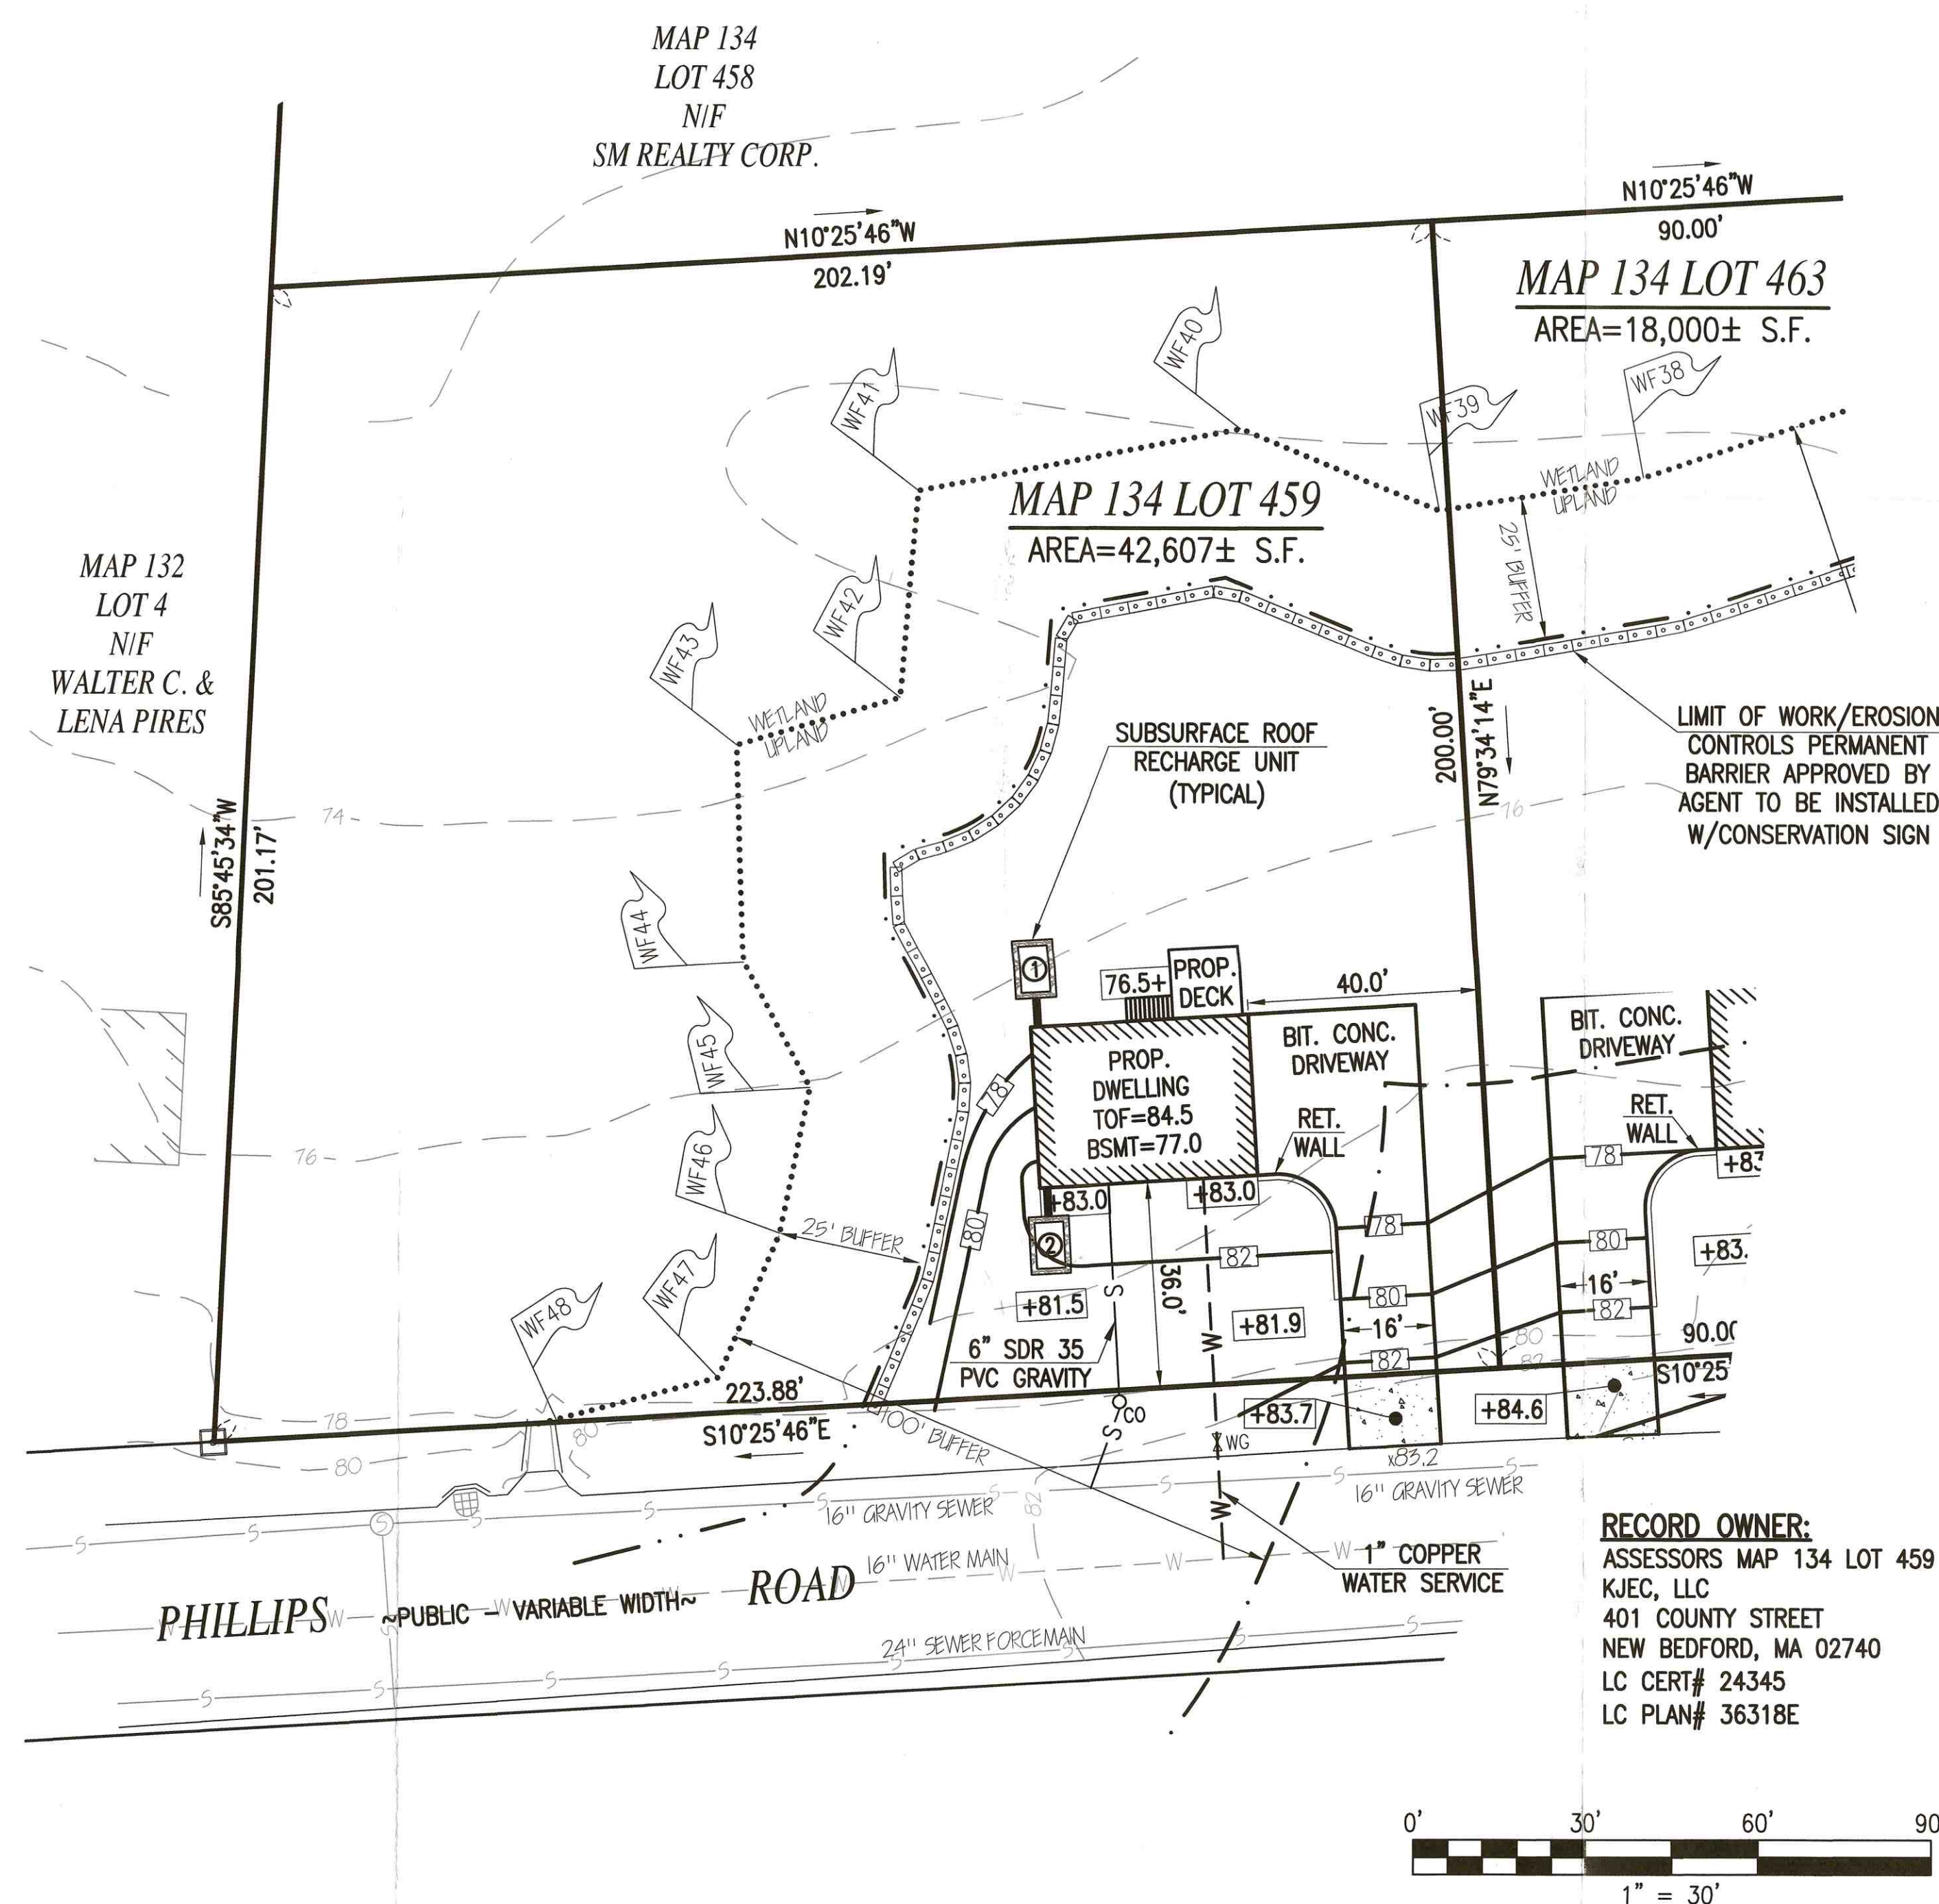 MAP 134
LOT 458
N/F
SM REALTY CORP.
N10°25'46"W
202.19'
N10°25'46"W
90.00'
MAP 134 LOT 463
AREA=18,000± S.F.
WF38
WF39
WF40
WF41
WF42
WF43
WF44
WF45
WF46
WF47
WF48
MAP 134 LOT 459
AREA=42,607± S.F.
WETLAND
UPLAND
25' BUFFER
WETLAND
UPLAND
MAP 132
LOT 4
N/F
WALTER C. &
LENA PIRES
S85°45'34"W
201.17'
74
SUBSURFACE ROOF
RECHARGE UNIT
(TYPICAL)
200.00'
N79°34'14"E
76
LIMIT OF WORK/EROSION
CONTROLS PERMANENT
BARRIER APPROVED BY
AGENT TO BE INSTALLED
W/CONSERVATION SIGN
1
76.5+
PROP.
DECK
40.0'
BIT. CONC.
DRIVEWAY
BIT. CONC.
DRIVEWAY
PROP.
DWELLING
TOF=84.5
BSMT=77.0
RET.
WALL
RET.
WALL
78
80
76
78
+83
+83.0
+83.0
2
78
82
80
+83.
25' BUFFER
S
36.0'
W
+81.5
+81.9
80
16'
82
16'
82
80
82
90.00
S10°25'
6" SDR 35
PVC GRAVITY
223.88'
S10°25'46"E
100' BUFFER
CO
S
+83.7
+84.6
WG
x83.2
78
80
80
82
S S S S S S S S
16" GRAVITY SEWER
16" GRAVITY SEWER
S
W
16" WATER MAIN
W W W W W W
1" COPPER
WATER SERVICE
PHILLIPS ~PUBLIC - VARIABLE WIDTH~ ROAD
S
24" SEWER FORCEMAIN
S S S S S S S S
RECORD OWNER:
ASSESSORS MAP 134 LOT 459
KJEC, LLC
401 COUNTY STREET
NEW BEDFORD, MA 02740
LC CERT# 24345
LC PLAN# 36318E
0' 30' 60' 90
1" = 30'